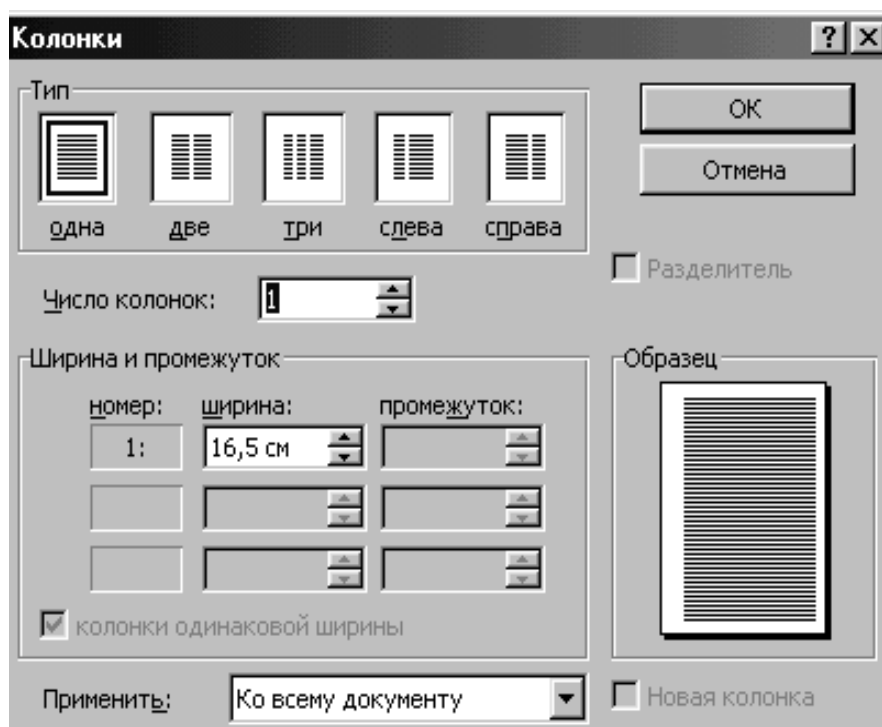 Колонки
Тип
одна две три слева справа
ОК
Отмена
Разделитель
Число колонок: 1
Ширина и промежуток
номер: ширина: промежуток:
1: 16,5 см
колонки одинаковой ширины
Образец
Применить: Ко всему документу
Новая колонка